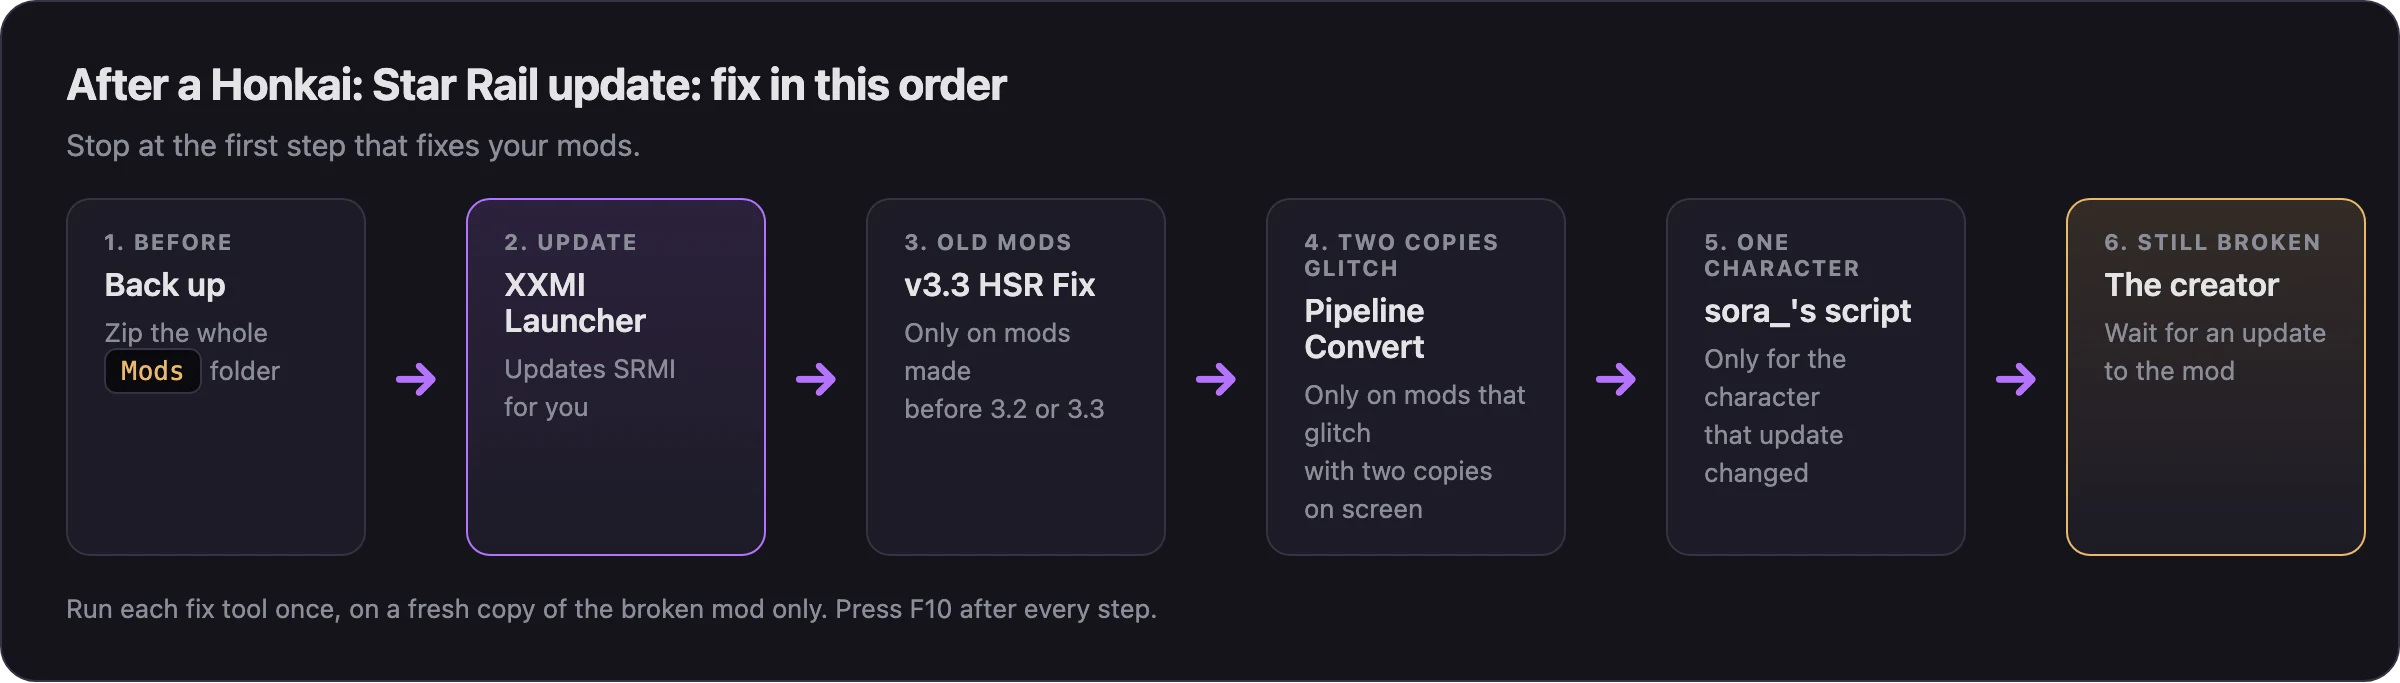 After a Honkai: Star Rail update: fix in this order
Stop at the first step that fixes your mods.
1. BEFORE
Back up
Zip the whole
Mods folder
2. UPDATE
XXMI
Launcher
Updates SRMI
for you
3. OLD MODS
v3.3 HSR Fix
Only on mods
made
before 3.2 or 3.3
4. TWO COPIES
GLITCH
Pipeline
Convert
Only on mods that
glitch
with two copies
on screen
5. ONE
CHARACTER
sora_'s script
Only for the
character
that update
changed
6. STILL BROKEN
The creator
Wait for an update
to the mod
Run each fix tool once, on a fresh copy of the broken mod only. Press F10 after every step.